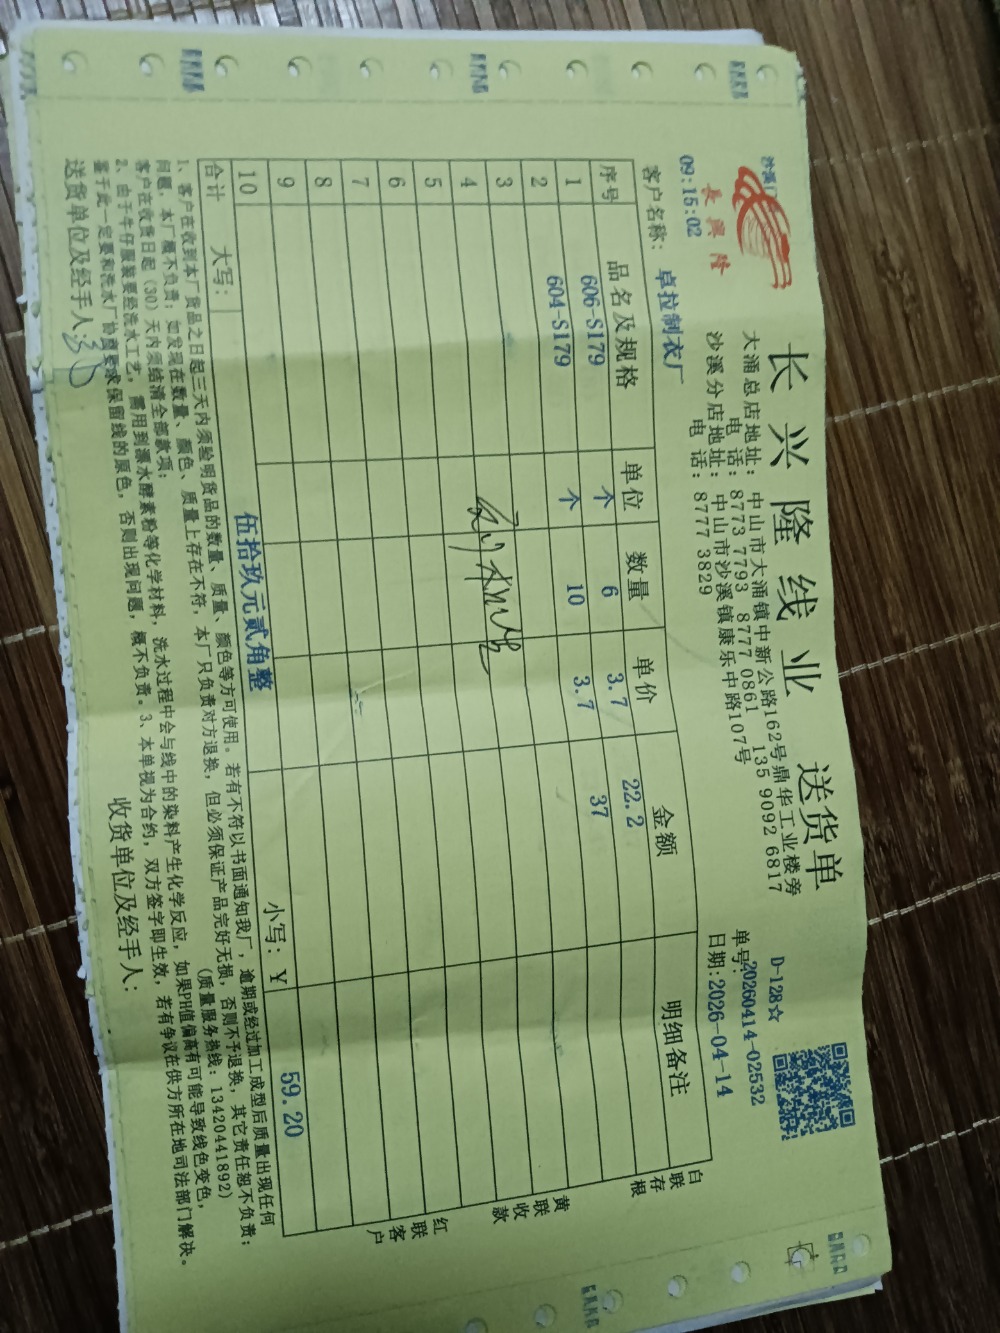 长兴隆线业 送货单
長興隆
沙溪
09:15:02
大涌总店地址：中山市大涌镇中新公路162号鼎华工业楼旁
电 话：8773 7793 8777 0861 135 9092 6817
沙溪分店地址：中山市沙溪镇康乐中路107号
电 话：8777 3829
D-128☆
单号：20260414-02532
日期：2026-04-14
客户名称：卓拉制衣厂
序号 品名及规格 单位 数量 单价 金额 明细备注
1 606-S179 个 6 3.7 22.2
2 604-S179 个 10 3.7 37
3
4
5
6
7
8
9
10
合计 大写： 伍拾玖元贰角整 小写：Y 59.20
白联存根
黄联收款
红联客户
1、客户在收到本厂货品之日起三天内须验明货品的数量、质量、颜色等方可使用。若有不符以书面通知我厂，逾期或经过加工成型后质量出现任何
问题，本厂概不负责；如发现在数量、颜色、质量上存在不符，本厂只负责对方退换，但必须保证产品完好无损，否则不予退换，其它责任恕不负责；
客户在收货日起（30）天内须结清全部款项； (质量服务热线：13420441892)
2、由于牛仔服装要经洗水工艺，需用到漂水酵素粉等化学材料，洗水过程中会与线中的染料产生化学反应，如果PH值偏高有可能导致线色变色，
鉴于此一定要和洗水厂协商要求保留线的原色，否则出现问题，概不负责。3、本单视为合约，双方签字即生效，若有争议在供方所在地司法部门解决。
送货单位及经手人： 收货单位及经手人：